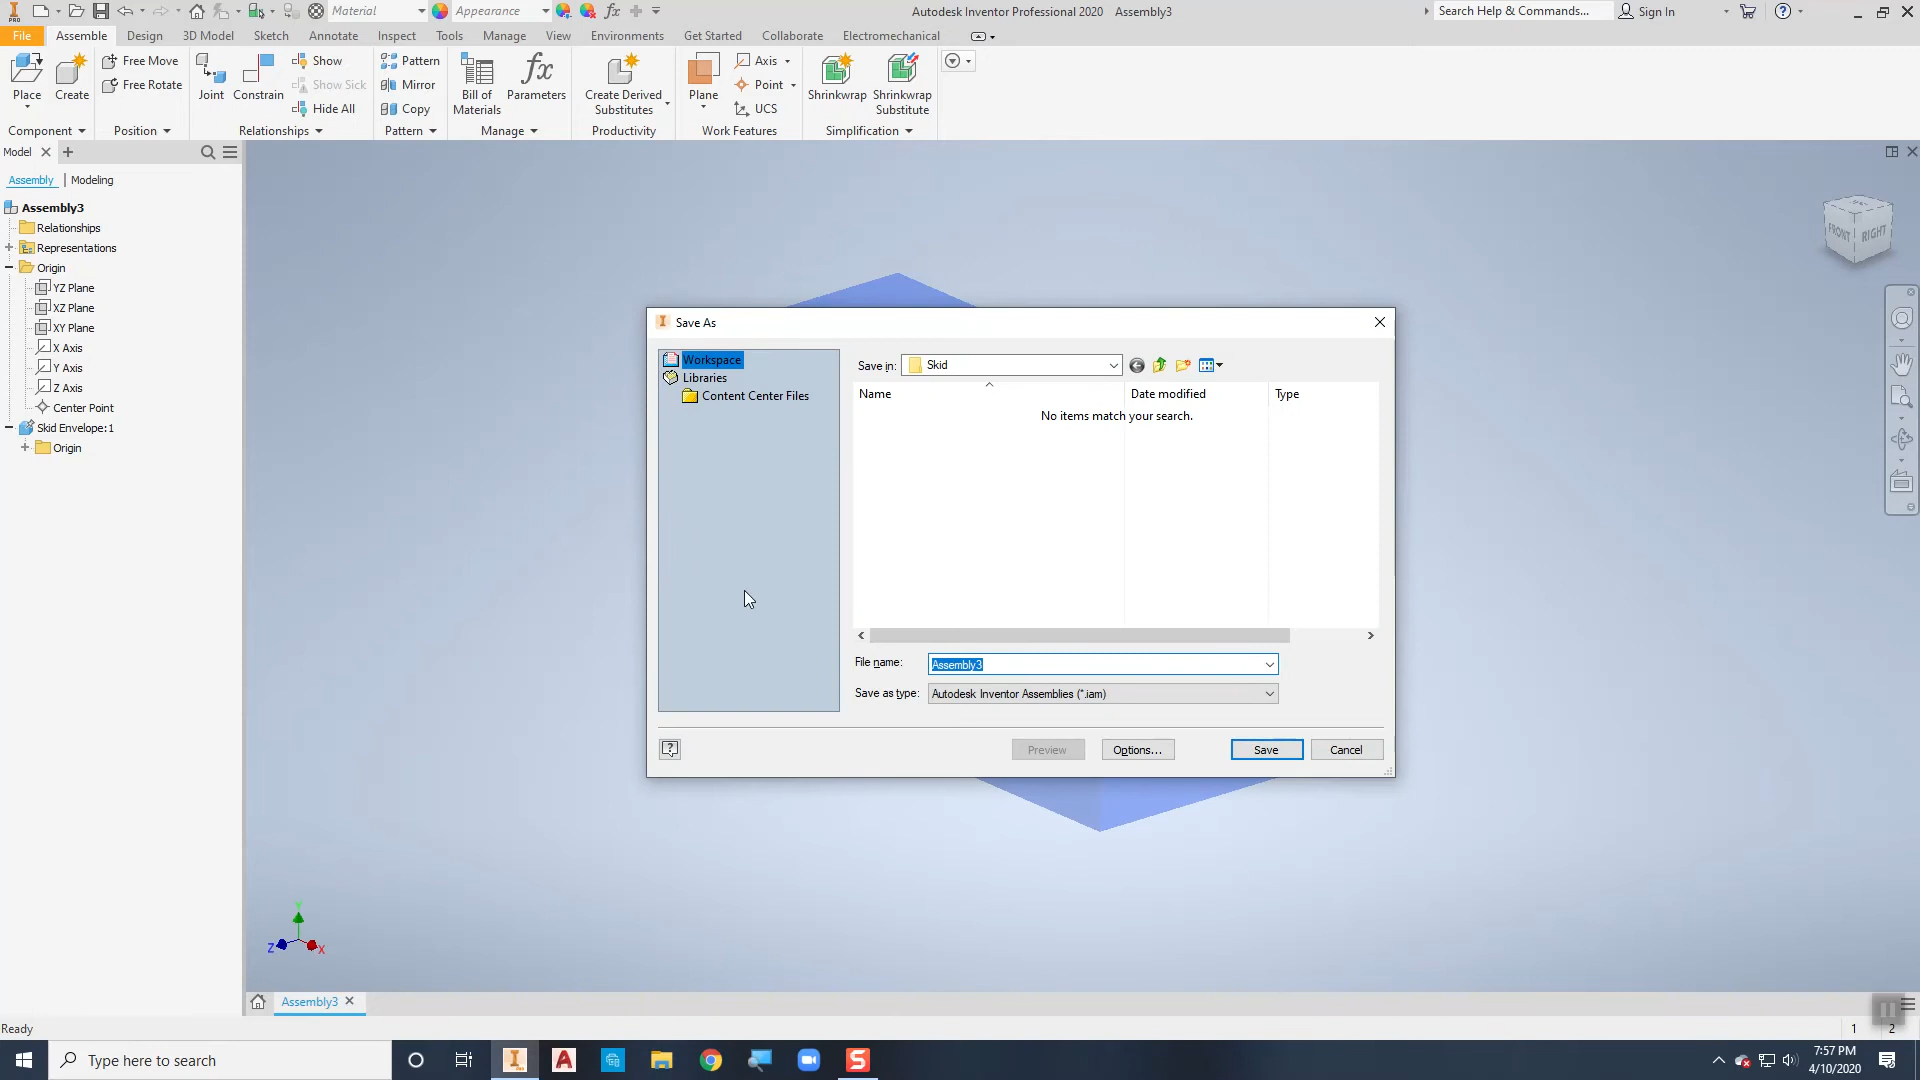 PRO Material Appearance fx Autodesk Inventor Professional 2020 Assembly3 Search Help & Commands... Sign In
File Assemble Design 3D Model Sketch Annotate Inspect Tools Manage View Environments Get Started Collaborate Electromechanical
Free Move Show Pattern Axis
Free Rotate Show Sick Mirror Point
Place Create Joint Constrain Hide All Copy Bill of Materials fx Parameters Create Derived Substitutes Plane UCS Shrinkwrap Shrinkwrap Substitute
Component Position Relationships Pattern Manage Productivity Work Features Simplification
Model
Assembly | Modeling
Assembly3
Relationships
Representations
Origin
YZ Plane
XZ Plane
XY Plane
X Axis
Y Axis
Z Axis
Center Point
Skid Envelope:1
Origin
FRONT RIGHT
Save As
Workspace
Libraries
Content Center Files
Save in: Skid
Name Date modified Type
No items match your search.
File name: Assembly3
Save as type: Autodesk Inventor Assemblies (*.iam)
Preview Options... Save Cancel
Y
Z X
Assembly3
Ready 1 2
Type here to search
7:57 PM
4/10/2020